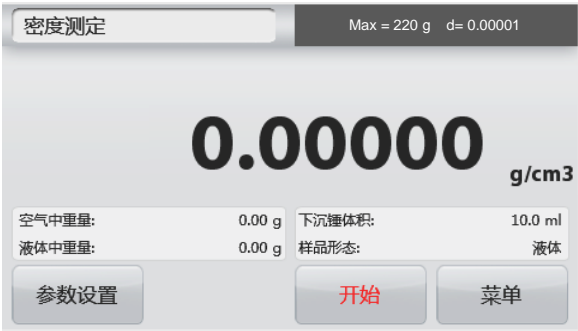 密度测定 Max = 220 g d= 0.00001
0.00000 g/cm3
空气中重量: 0.00 g 下沉锤体积: 10.0 ml
液体中重量: 0.00 g 样品形态: 液体
参数设置 开始 菜单